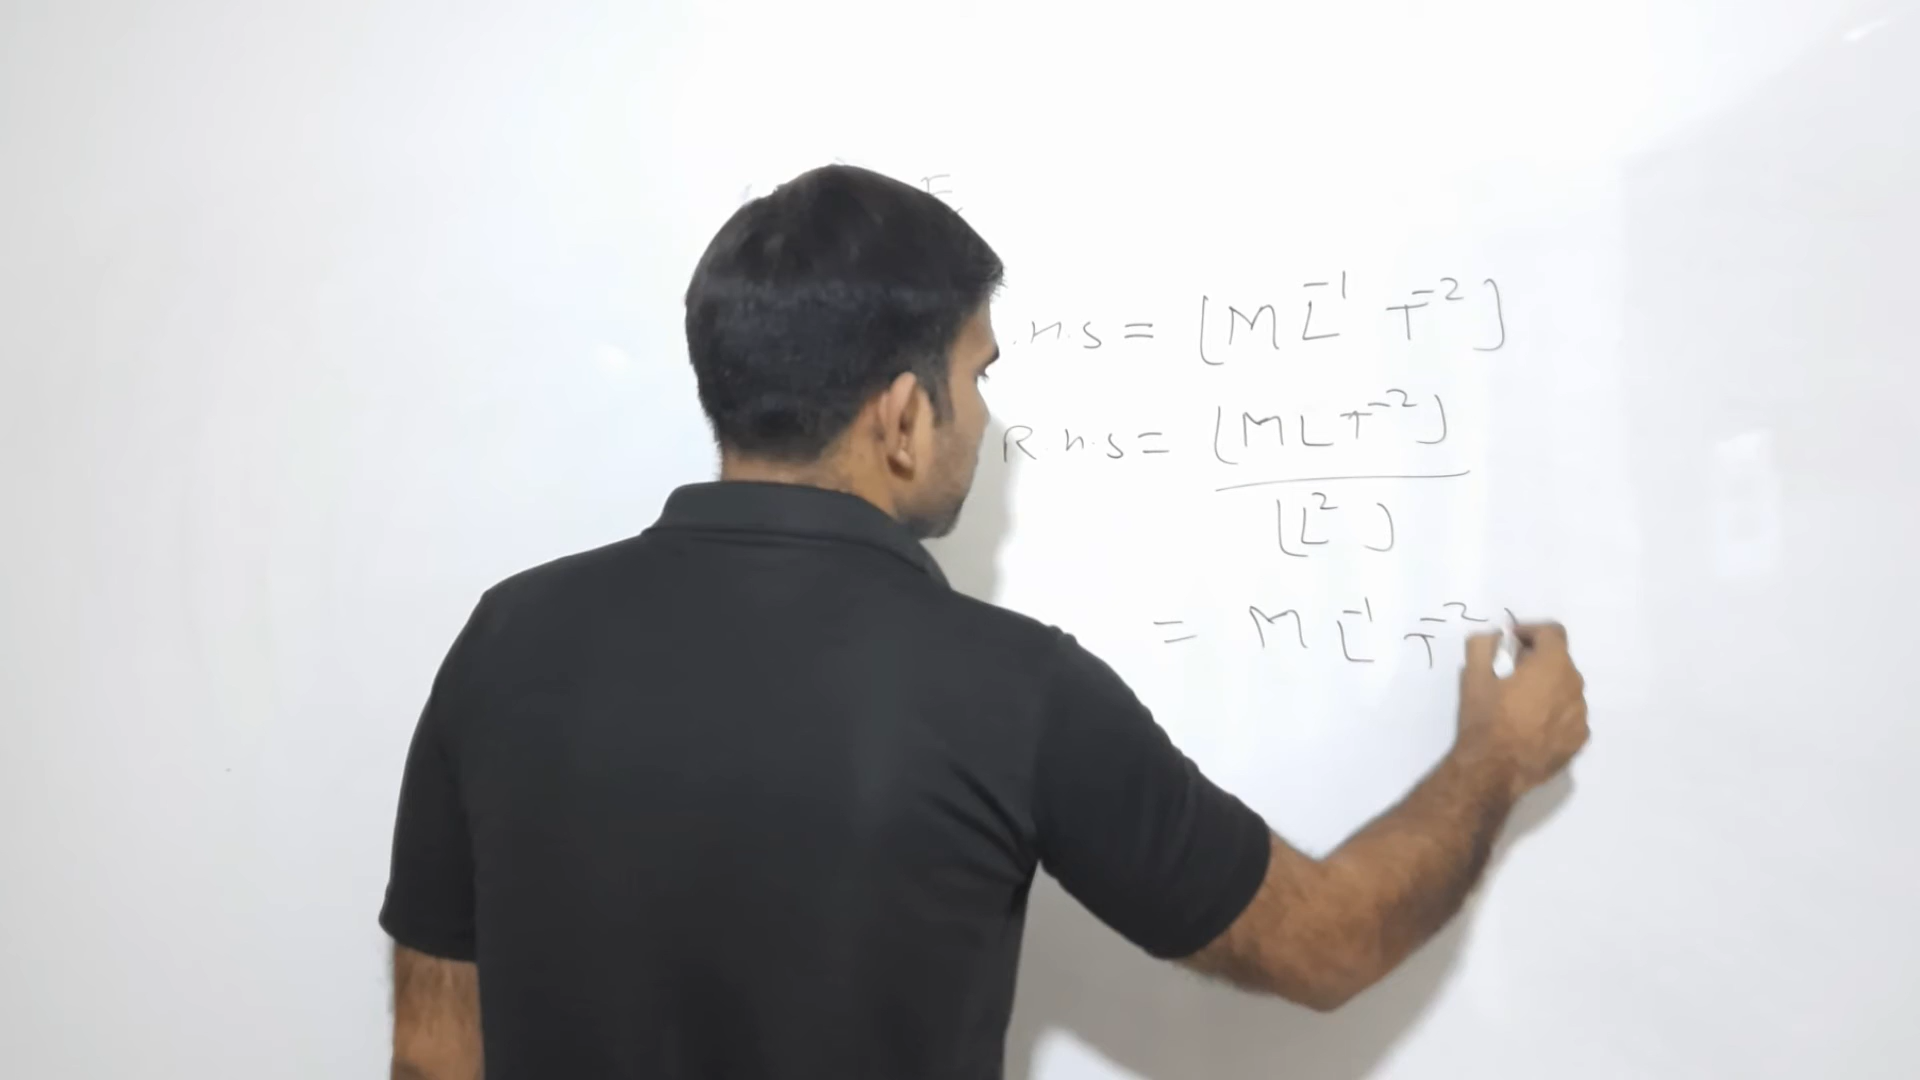 F
.h.s = [M L⁻¹ T⁻²]
R.h.s = [M L T⁻²]
[L²]
= M L⁻¹ T⁻²